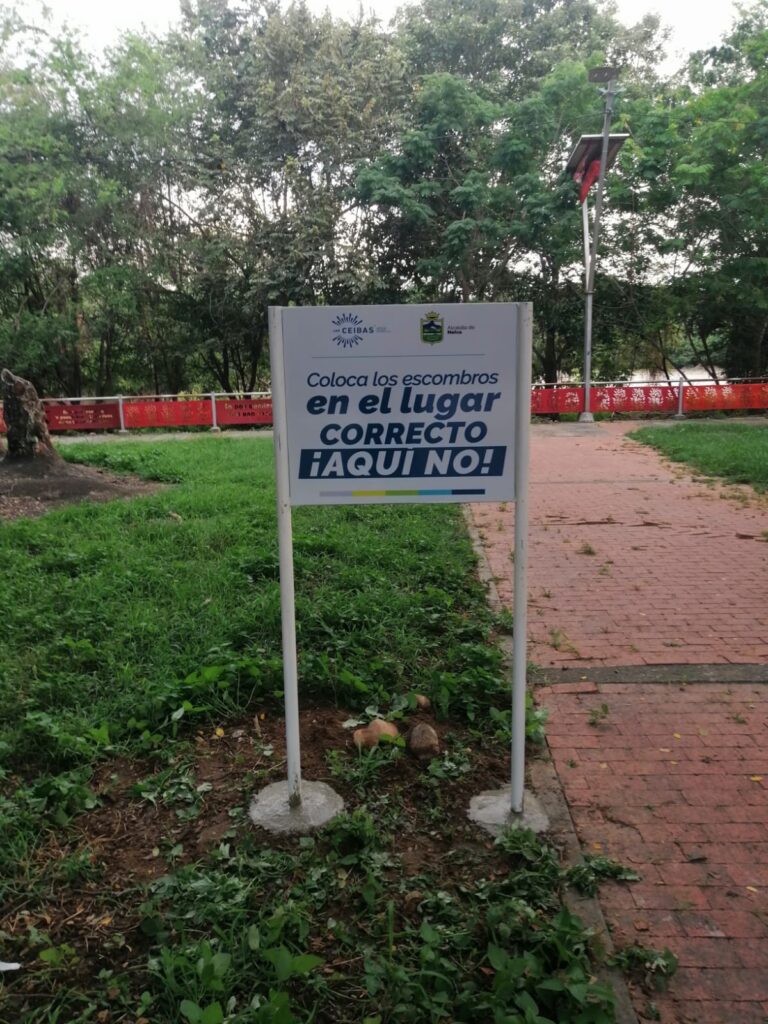 CEIBAS
Alcaldía de
Neiva
Coloca los escombros
en el lugar
CORRECTO
¡AQUÍ NO!